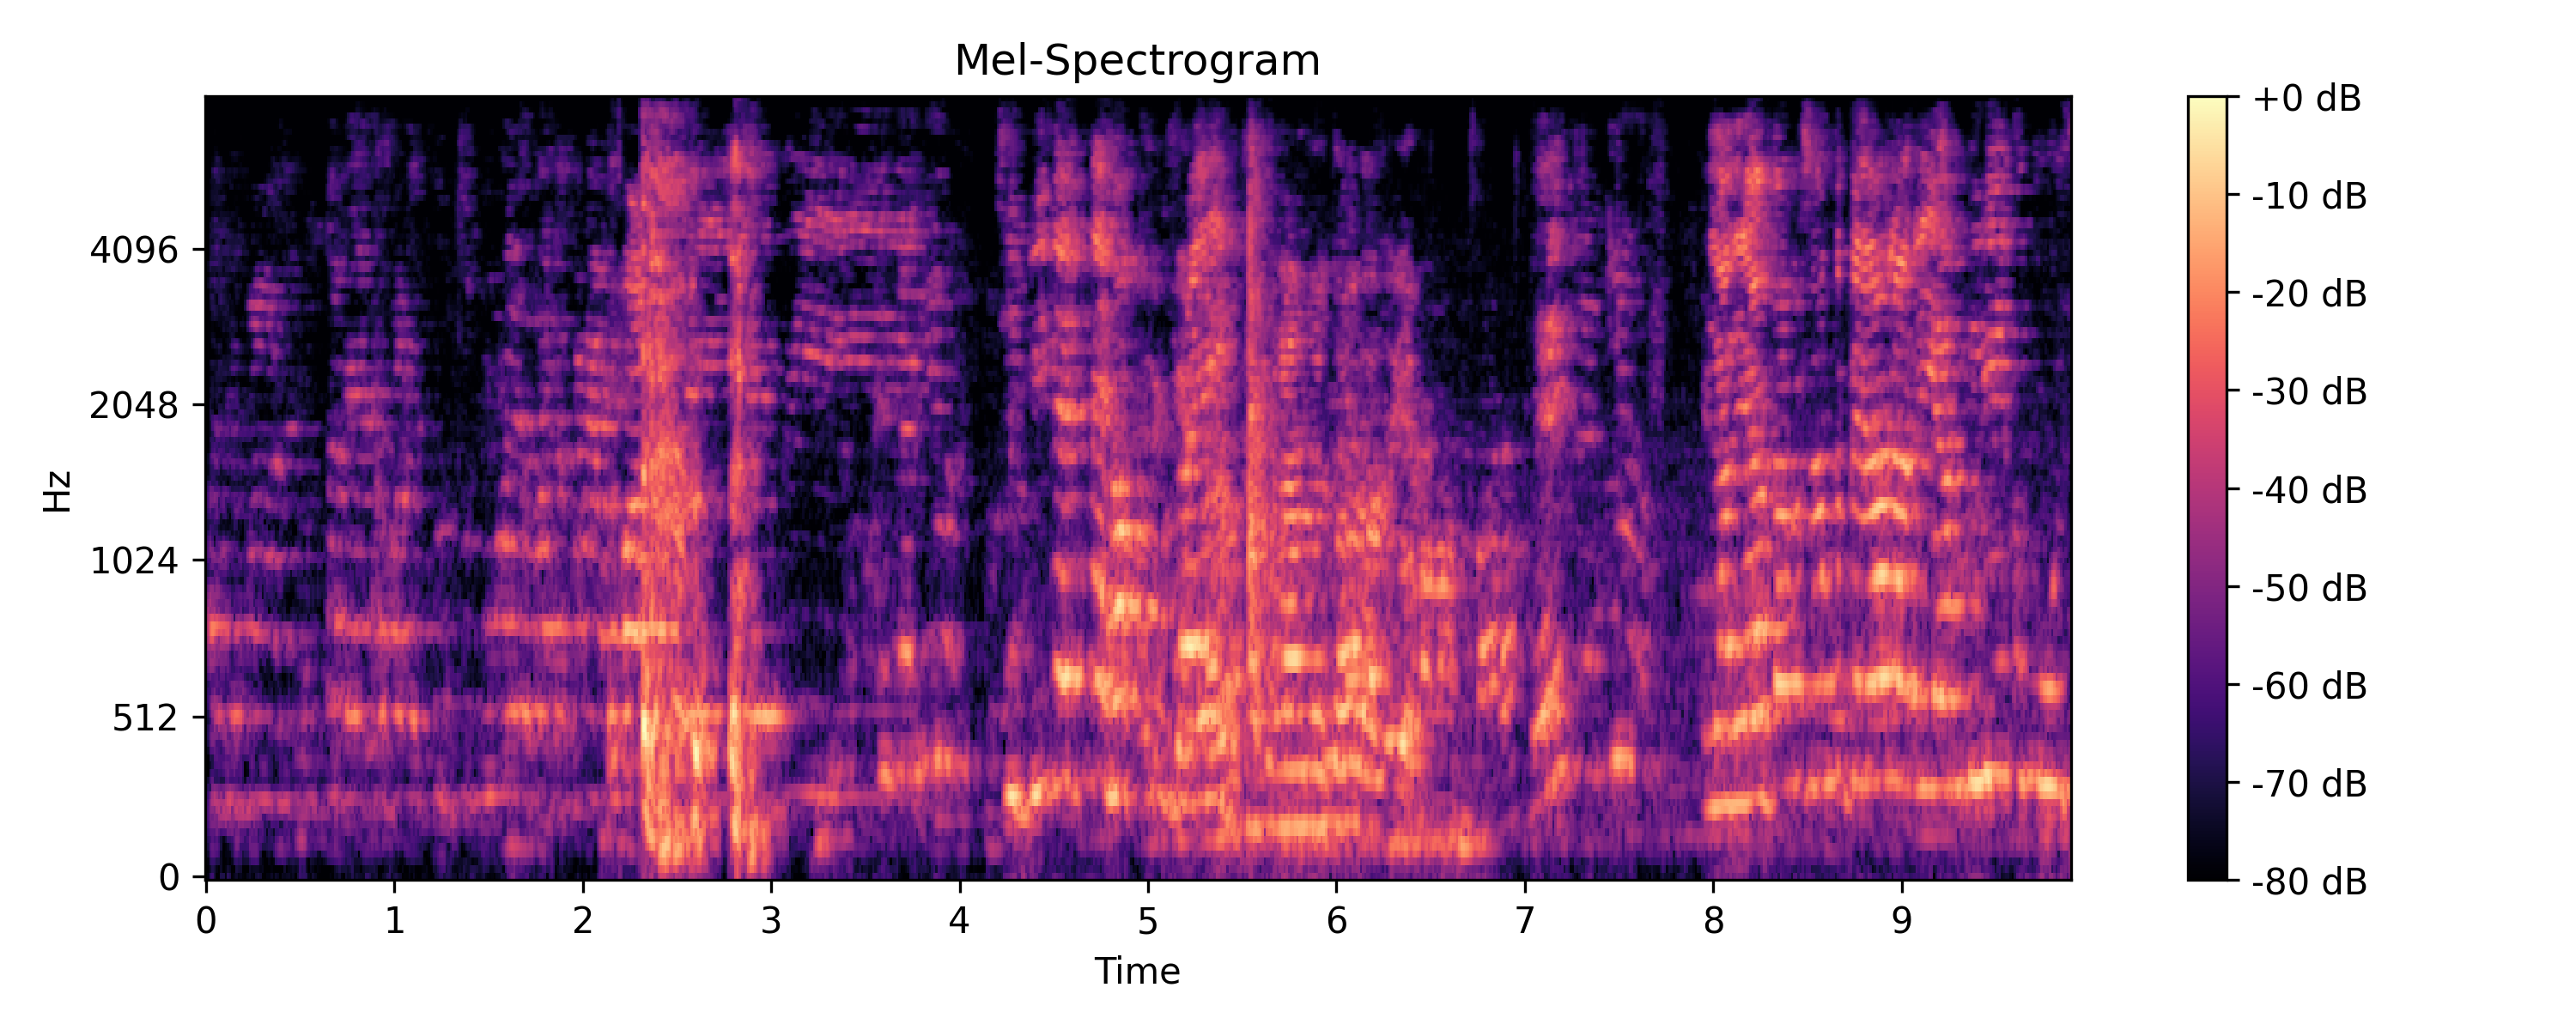 Mel-Spectrogram
Hz
4096
2048
1024
512
0
0 1 2 3 4 5 6 7 8 9
Time
+0 dB
-10 dB
-20 dB
-30 dB
-40 dB
-50 dB
-60 dB
-70 dB
-80 dB